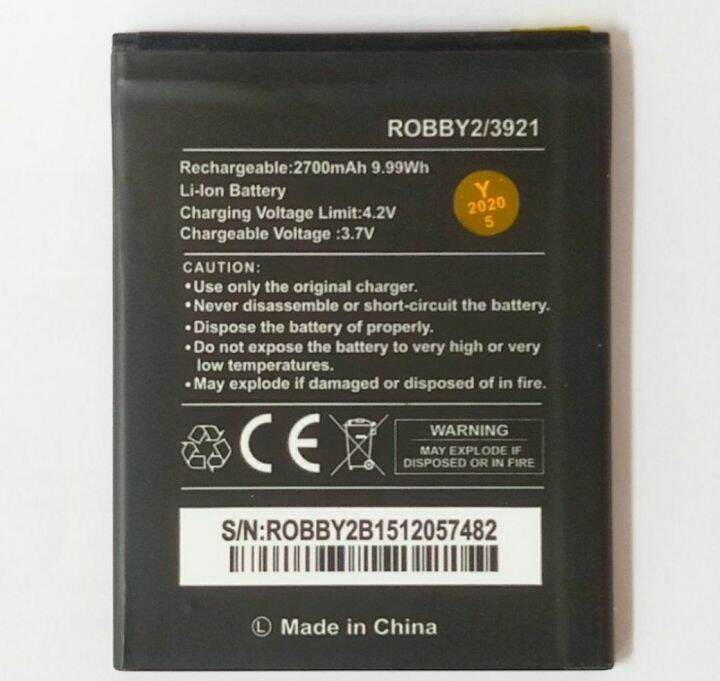 ROBBY2/3921
Rechargeable:2700mAh 9.99Wh
Li-Ion Battery
Charging Voltage Limit:4.2V
Chargeable Voltage :3.7V
Y
2020
5
CAUTION:
•Use only the original charger.
•Never disassemble or short-circuit the battery.
•Dispose the battery of properly.
•Do not expose the battery to very high or very
low temperatures.
•May explode if damaged or disposed of in fire.
CE
WARNING
MAY EXPLODE IF
DISPOSED OR IN FIRE
S/N:ROBBY2B1512057482
Ⓛ Made in China